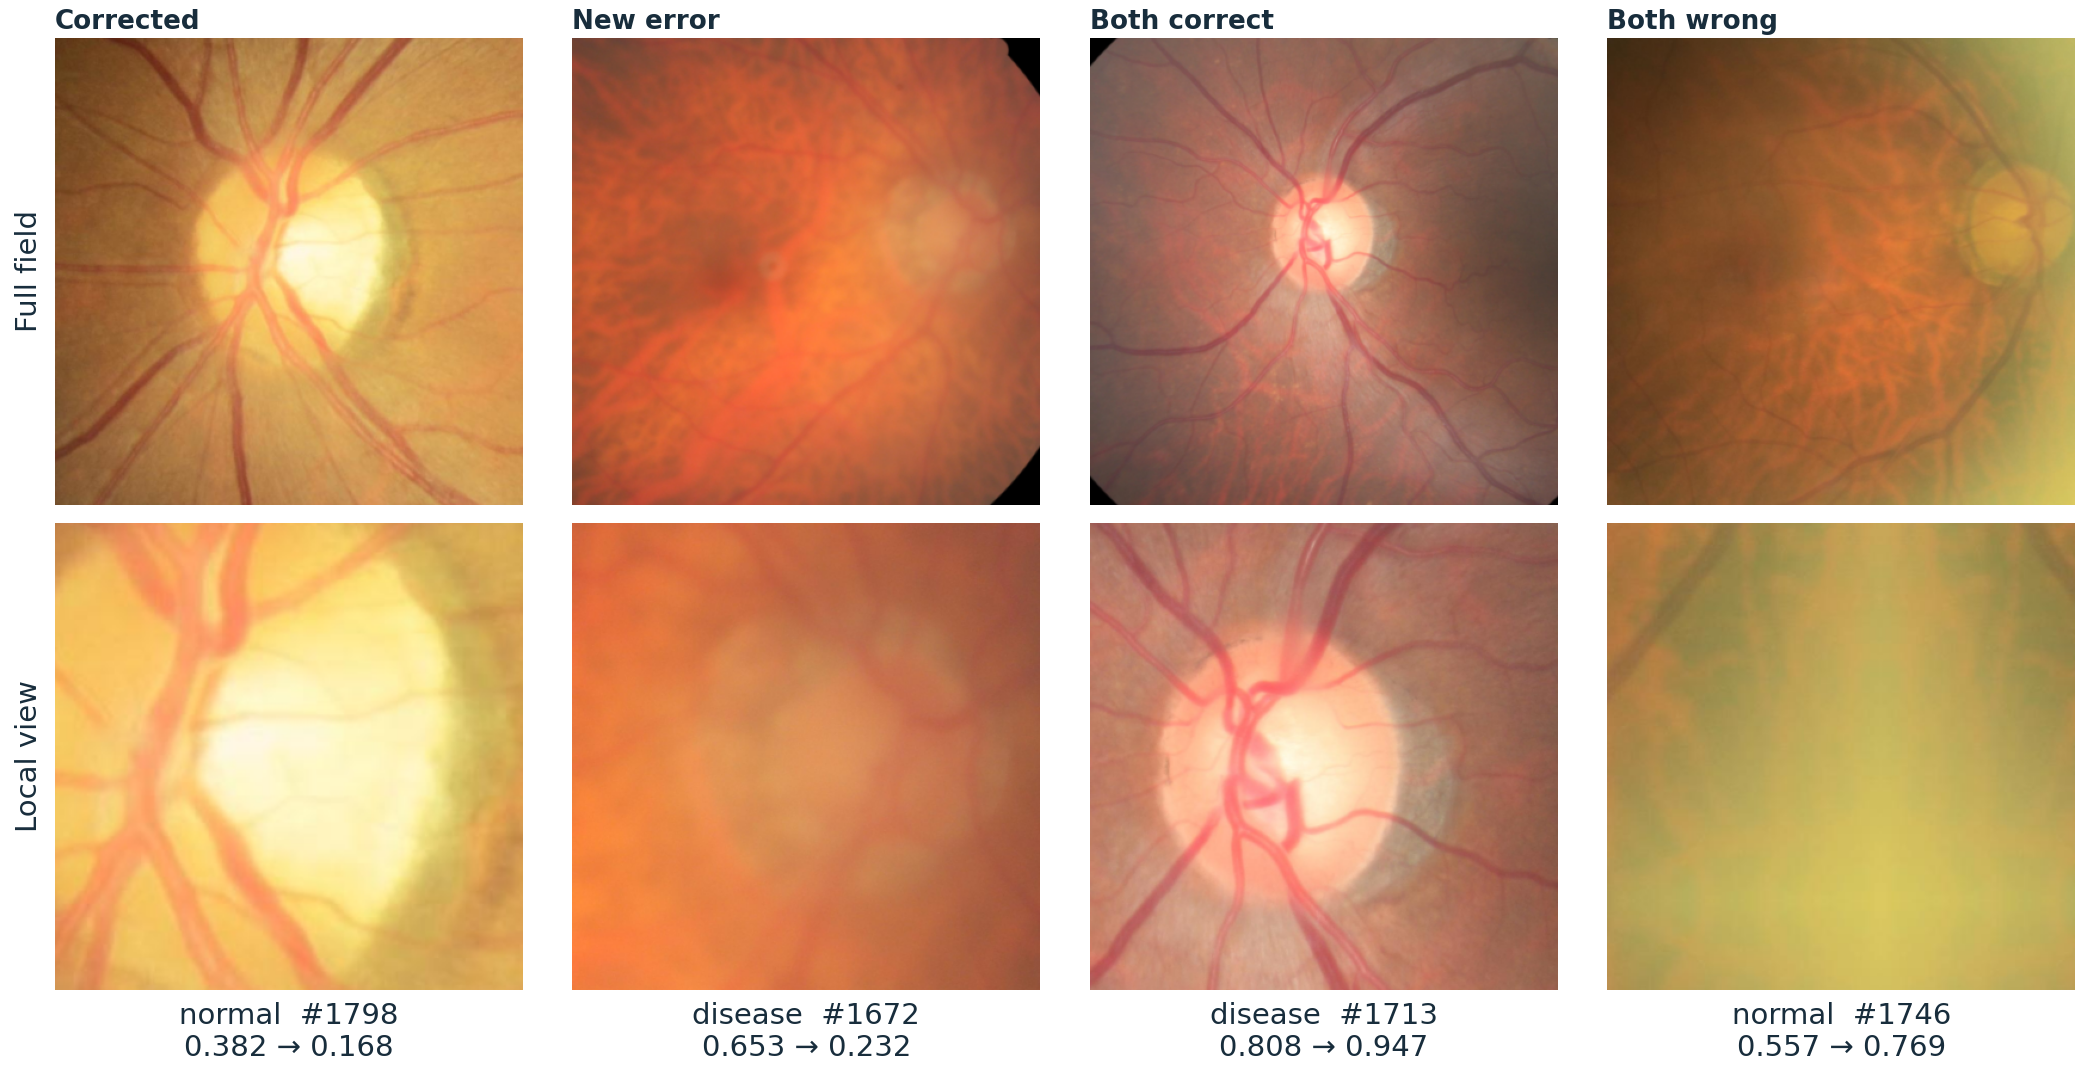 Corrected
New error
Both correct
Both wrong
Full field
Local view
normal  #1798
0.382 → 0.168
disease  #1672
0.653 → 0.232
disease  #1713
0.808 → 0.947
normal  #1746
0.557 → 0.769